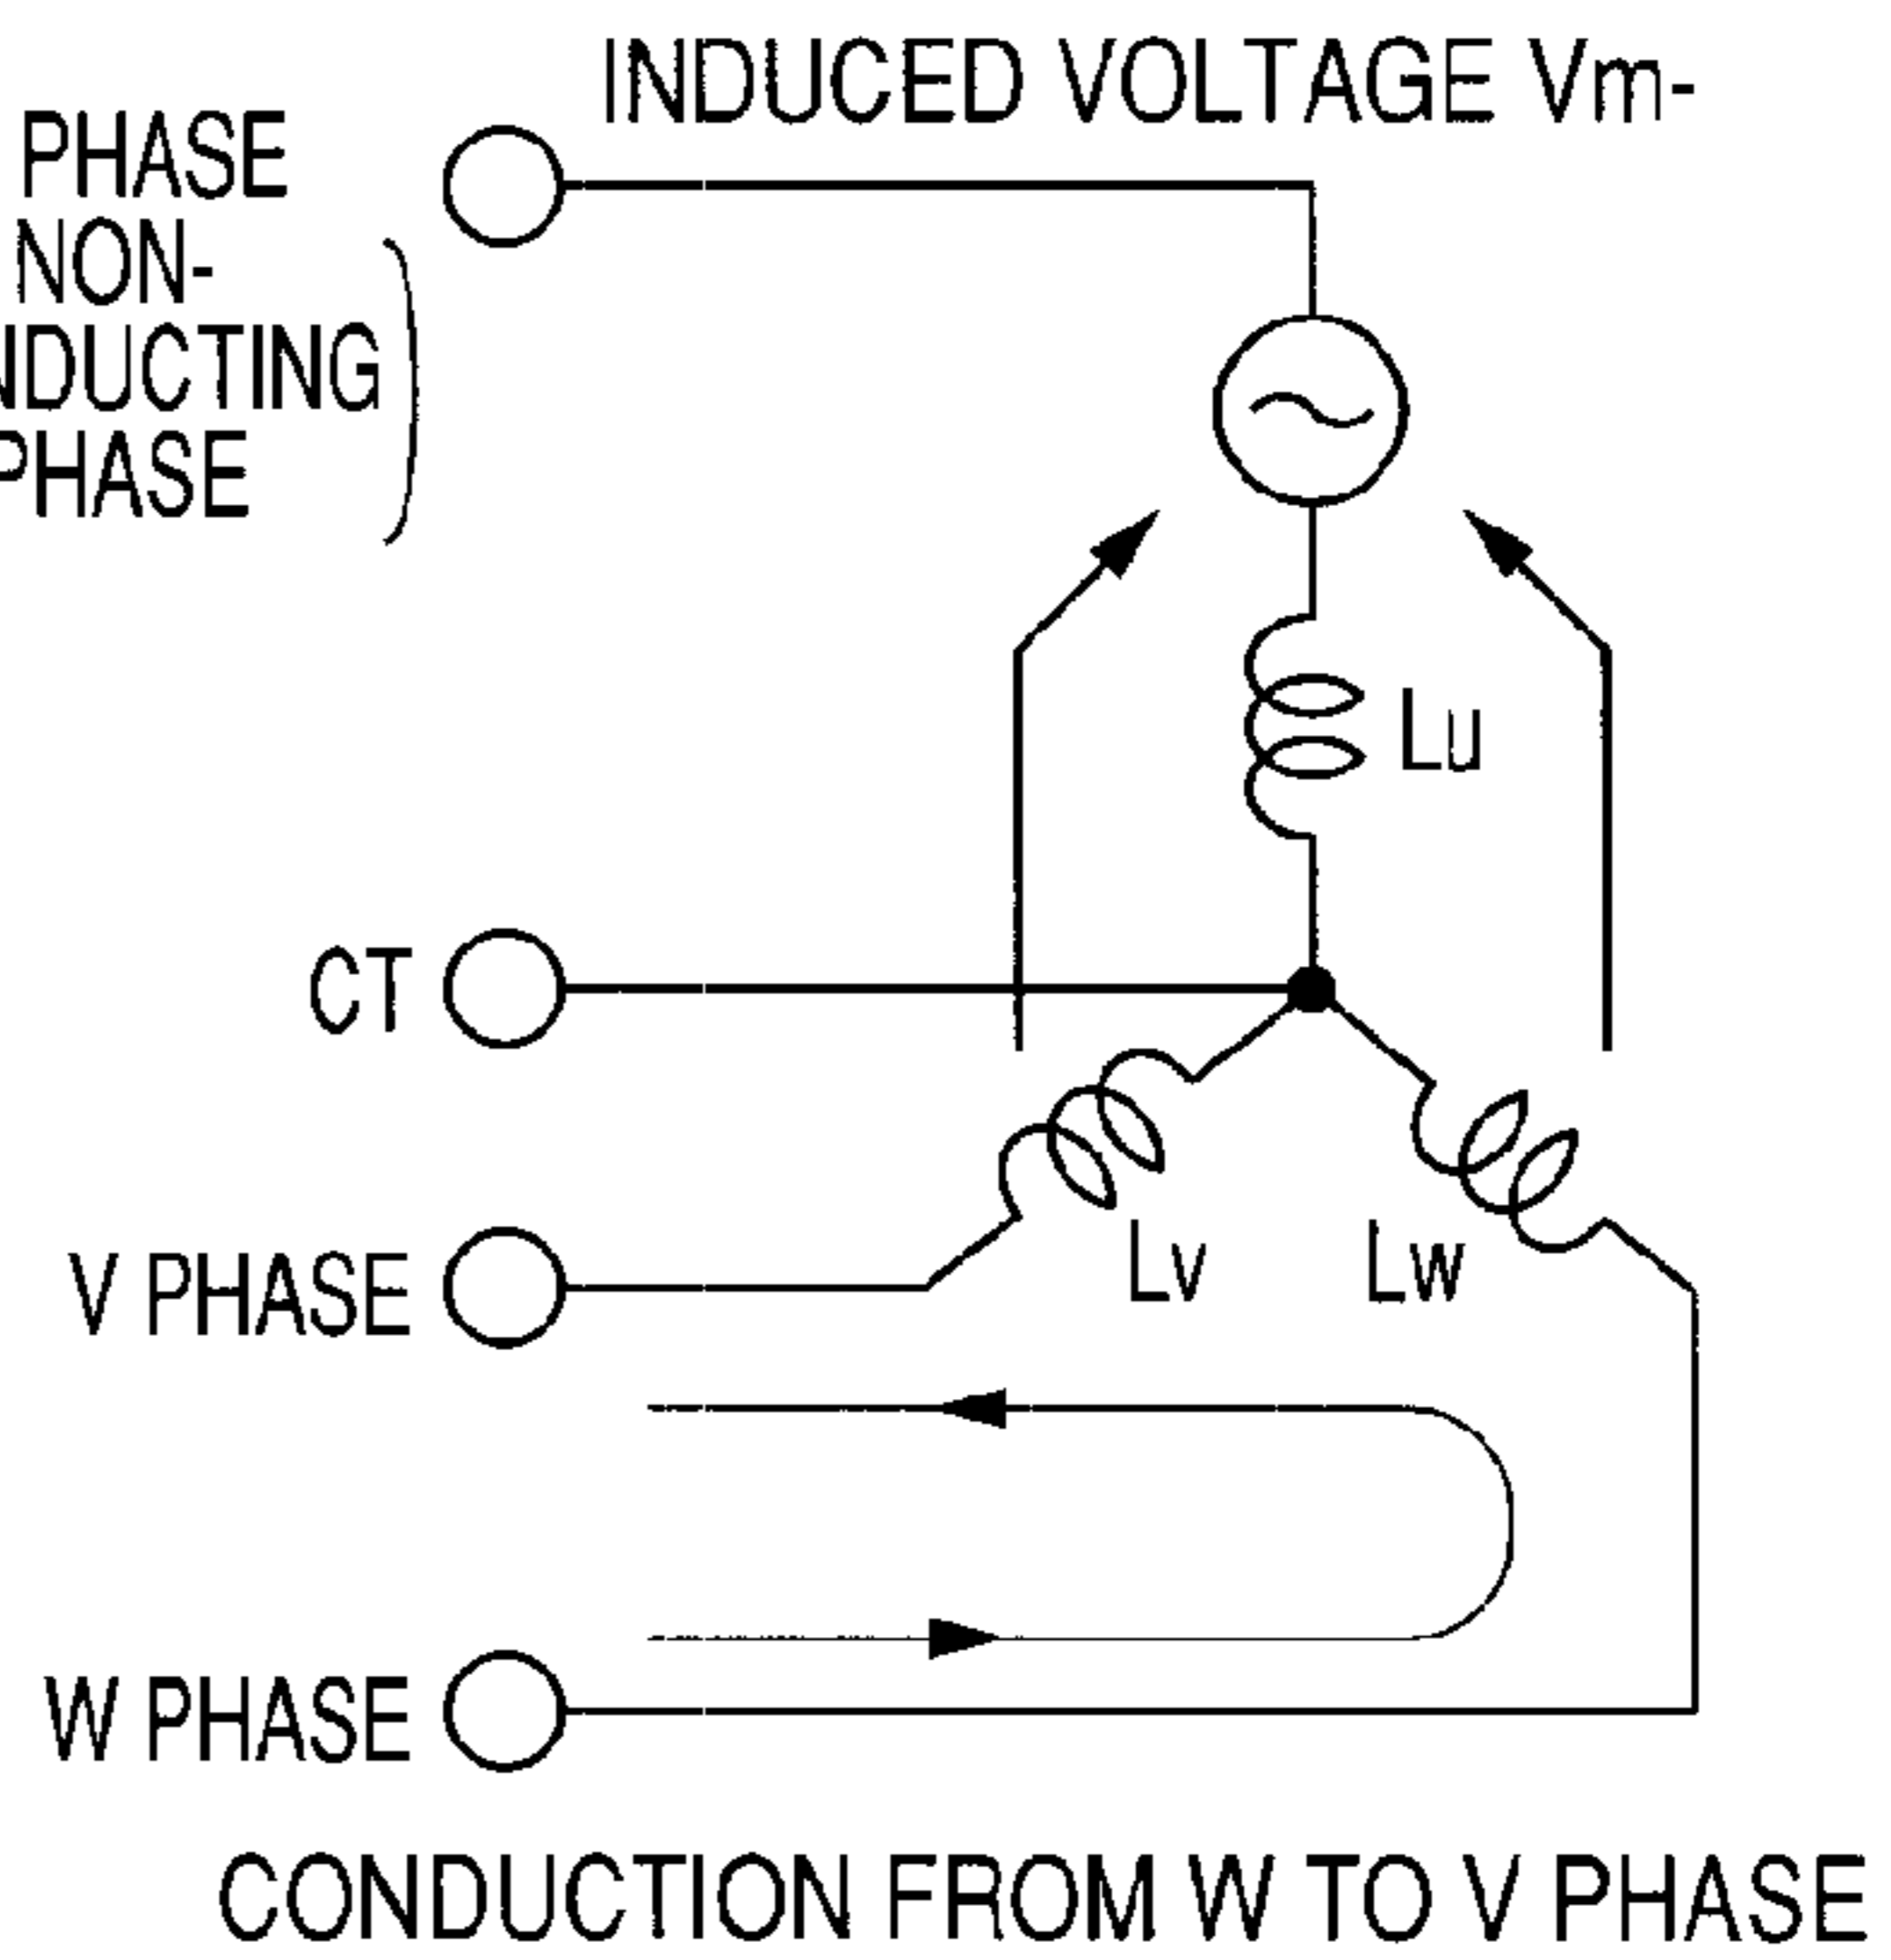 INDUCED VOLTAGE Vm-
PHASE
NON-
NDUCTING
PHASE
Lu
CT
V PHASE
Lv
Lw
W PHASE
CONDUCTION FROM W TO V PHASE